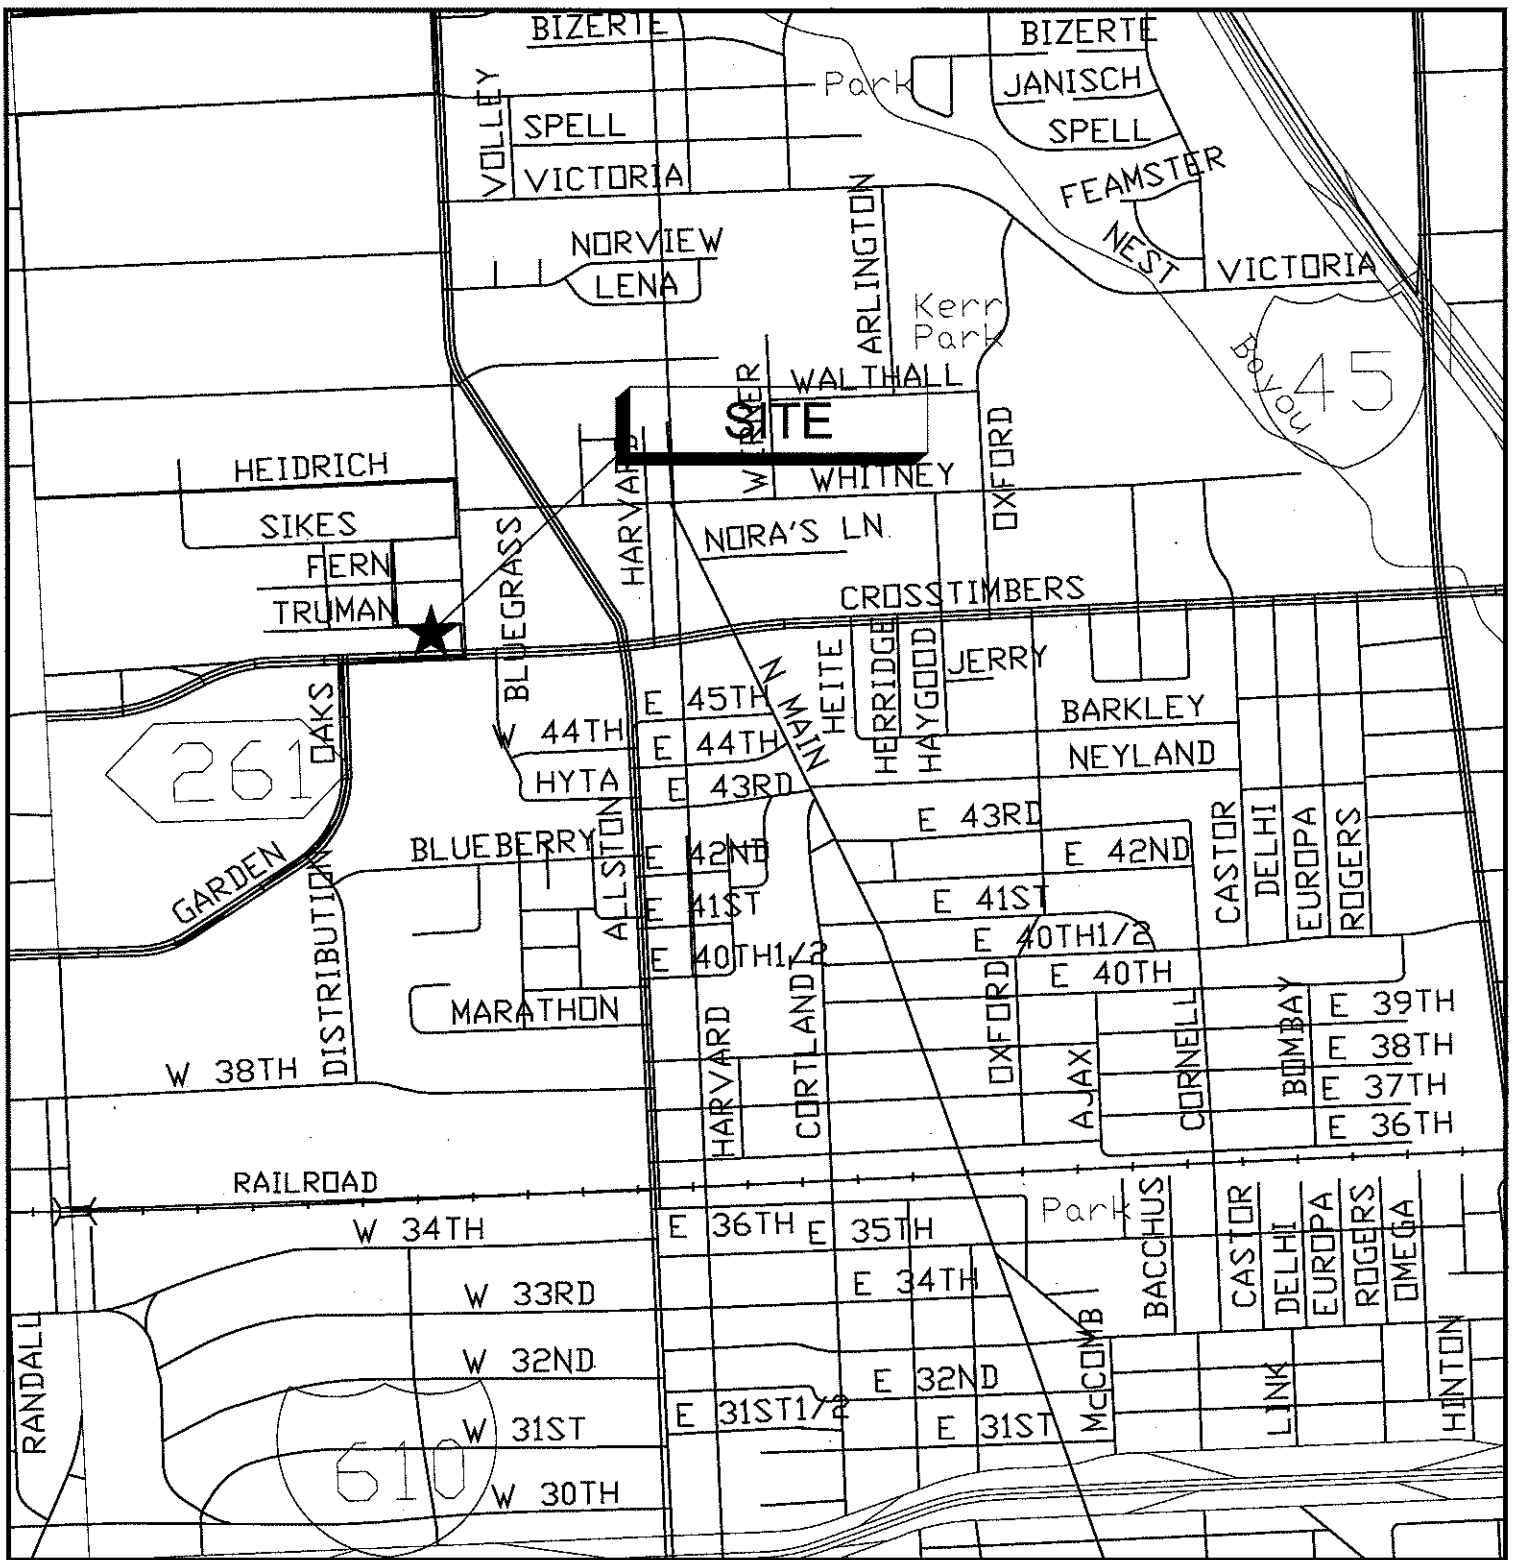 BIZERTE
BIZERTE
Park
JANISCH
VOLLEY
SPELL
SPELL
VICTORIA
FEAMSTER
ARLINGTON
NORVIEW
NEST
VICTORIA
LENA
Kerr
Park
Bayou
45
WALTHALL
SITE
OXFORD
HEIDRICH
HARVARD
WHITNEY
SIKES
NORA'S LN
BLUEGRASS
FERN
CROSSTIMBERS
TRUMAN
HEITE
HERRIDGE
HAYGOOD
JERRY
N MAIN
E 45TH
OAKS
BARKLEY
W 44TH
E 44TH
NEYLAND
261
HYTA
E 43RD
E 43RD
ALLSTON
CASTOR
DELHI
EUROPA
ROGERS
BLUEBERRY
E 42ND
E 42ND
GARDEN
E 41ST
E 41ST
DISTRIBUTION
E 40TH1/2
E 40TH1/2
E 40TH
OXFORD
CORTLAND
MARATHON
HARVARD
CORNELL
BOMBAY
E 39TH
E 38TH
W 38TH
AJAX
E 37TH
E 36TH
RAILROAD
Park
BACCHUS
CASTOR
DELHI
EUROPA
ROGERS
OMEGA
W 34TH
E 36TH
E 35TH
E 34TH
W 33RD
RANDALL
McCOMB
HINTON
W 32ND
E 32ND
LINK
E 31ST1/2
W 31ST
E 31ST
610
W 30TH